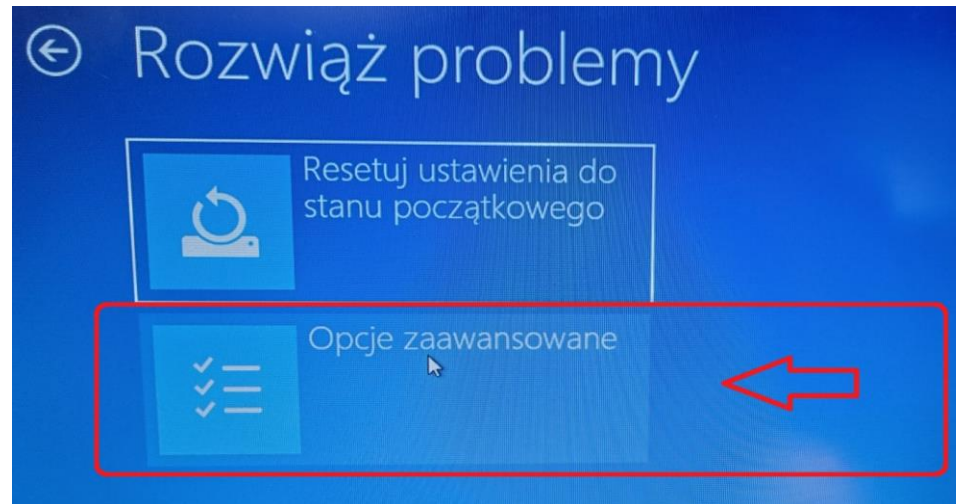 Rozwiąż problemy
Resetuj ustawienia do
stanu początkowego
Opcje zaawansowane